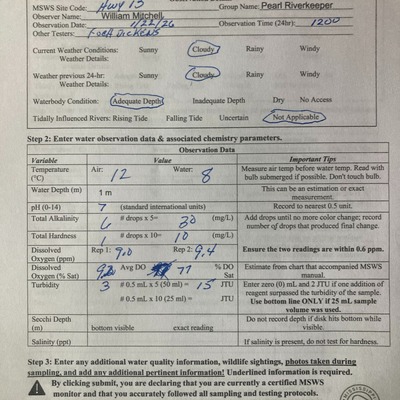 MSWS Site Code: Hwy 13 Group Name: Pearl Riverkeeper
Observer Name: William Mitchell
Observation Date: 1/22/26 Observation Time (24hr): 1200
Other Testers: Dickens
Current Weather Conditions: Sunny Cloudy Rainy Windy
Weather Details:
Weather previous 24-hr: Sunny Cloudy Rainy Windy
Weather Details:
Waterbody Condition: Adequate Depth Inadequate Depth Dry No Access
Tidally Influenced Rivers: Rising Tide Falling Tide Uncertain Not Applicable
Step 2: Enter water observation data & associated chemistry parameters.
Observation Data
Variable Value Important Tips
Temperature (°C) Air: 12 Water: 8 Measure air temp before water temp. Read with bulb submerged if possible. Don't touch bulb.
Water Depth (m) 1 m This can be an estimation or exact measurement.
pH (0-14) 7 (standard international units) Record to nearest 0.5 unit.
Total Alkalinity 6 # drops x 5= 30 (mg/L) Add drops until no more color change; record number of drops that produced final change.
Total Hardness 1 # drops x 10= 10 (mg/L)
Dissolved Oxygen (ppm) Rep 1: 9.0 Rep 2: 9.4 Ensure the two readings are within 0.6 ppm.
Dissolved Oxygen (% Sat) 9.2 Avg DO 77 % DO Sat Estimate from chart accompanied MSWS manual.
Turbidity 3 # 0.5 mL x 5 (50 ml) = 15 JTU Enter zero (0) mL and 2 JTU if one addition of reagent surpassed the turbidity of the sample.
# 0.5 mL x 10 (25 ml) = JTU Use bottom line ONLY if 25 mL sample volume was used.
Secchi Depth (m) bottom visible exact reading Do not record depth if disk hits bottom while visible.
Salinity (ppt) If salinity is present, do not test for hardness.
Step 3: Enter any additional water quality information, wildlife sightings, photos taken during
sampling, and add any additional pertinent information! Underlined information is required.
By clicking submit, you are declaring that you are currently a certified MSWS
monitor and that you accurately followed all sampling and testing protocols.